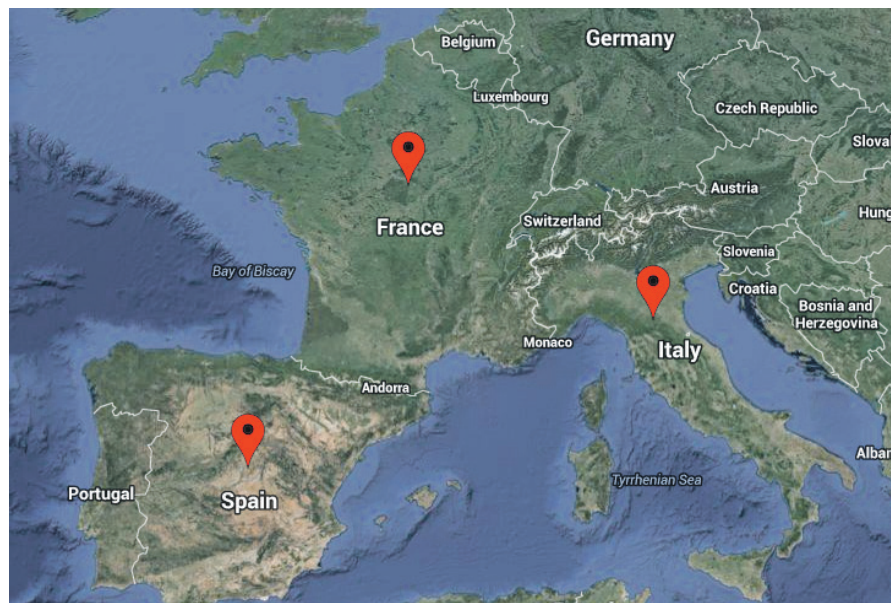 Belgium
Germany
Luxembourg
Czech Republic
Slova
Austria
Hung
France
Switzerland
Slovenia
Croatia
Bay of Biscay
Bosnia and
Herzegovina
Monaco
Italy
Andorra
Alban
Tyrrhenian Sea
Portugal
Spain